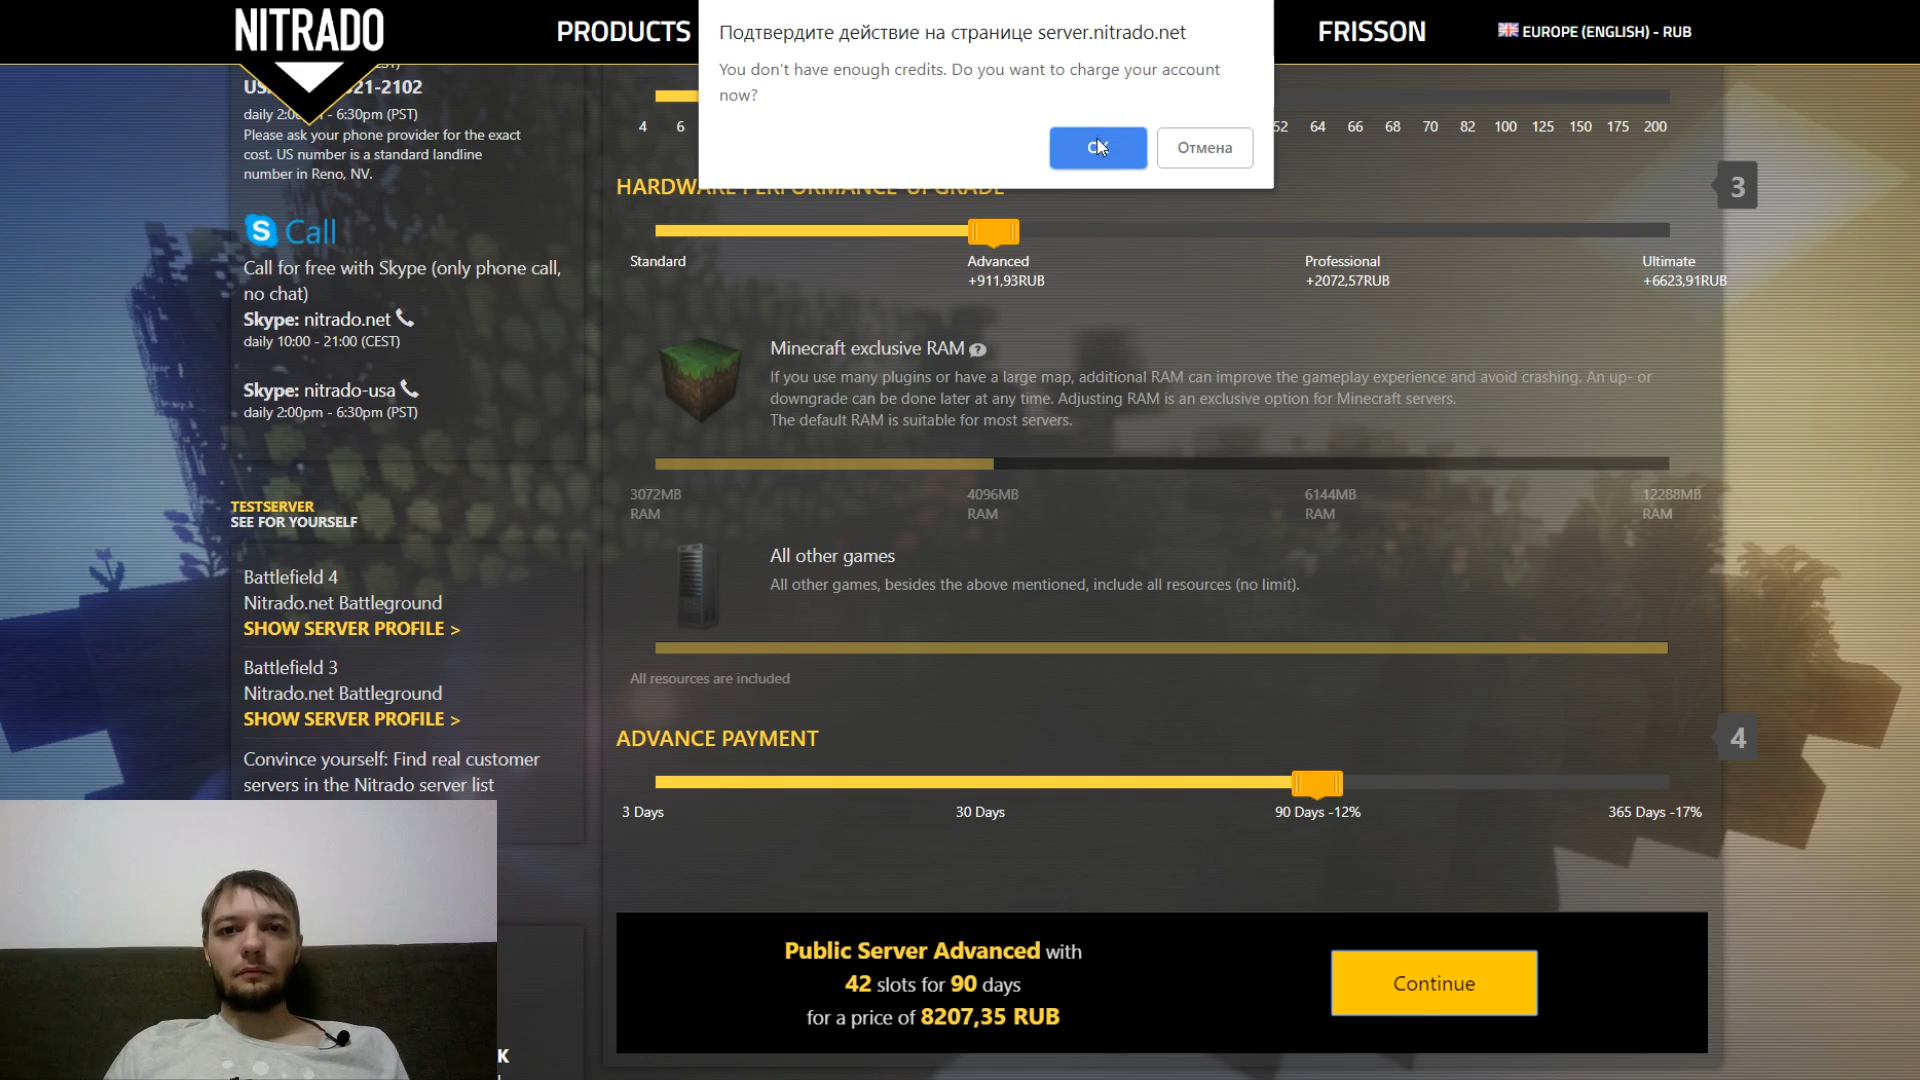 NITRADO
PRODUCTS
FRISSON
EUROPE (ENGLISH) - RUB
Подтвердите действие на странице server.nitrado.net
You don't have enough credits. Do you want to charge your account
now?
Отмена
21-2102
daily 2:00 - 6:30pm (PST)
Please ask your phone provider for the exact
cost. US number is a standard landline
number in Reno, NV.
Call
Call for free with Skype (only phone call,
no chat)
Skype: nitrado.net
daily 10:00 - 21:00 (CEST)
Skype: nitrado-usa
daily 2:00pm - 6:30pm (PST)
TESTSERVER
SEE FOR YOURSELF
Battlefield 4
Nitrado.net Battleground
SHOW SERVER PROFILE >
Battlefield 3
Nitrado.net Battleground
SHOW SERVER PROFILE >
Convince yourself: Find real customer
servers in the Nitrado server list
4 6 52 64 66 68 70 82 100 125 150 175 200
HARDWARE PERFORMANCE UPGRADE
3
Standard
Advanced
+911,93RUB
Professional
+2072,57RUB
Ultimate
+6623,91RUB
Minecraft exclusive RAM
If you use many plugins or have a large map, additional RAM can improve the gameplay experience and avoid crashing. An up- or
downgrade can be done later at any time. Adjusting RAM is an exclusive option for Minecraft servers.
The default RAM is suitable for most servers.
3072MB
RAM
4096MB
RAM
6144MB
RAM
12288MB
RAM
All other games
All other games, besides the above mentioned, include all resources (no limit).
All resources are included
ADVANCE PAYMENT
4
3 Days
30 Days
90 Days -12%
365 Days -17%
Public Server Advanced with
42 slots for 90 days
for a price of 8207,35 RUB
Continue